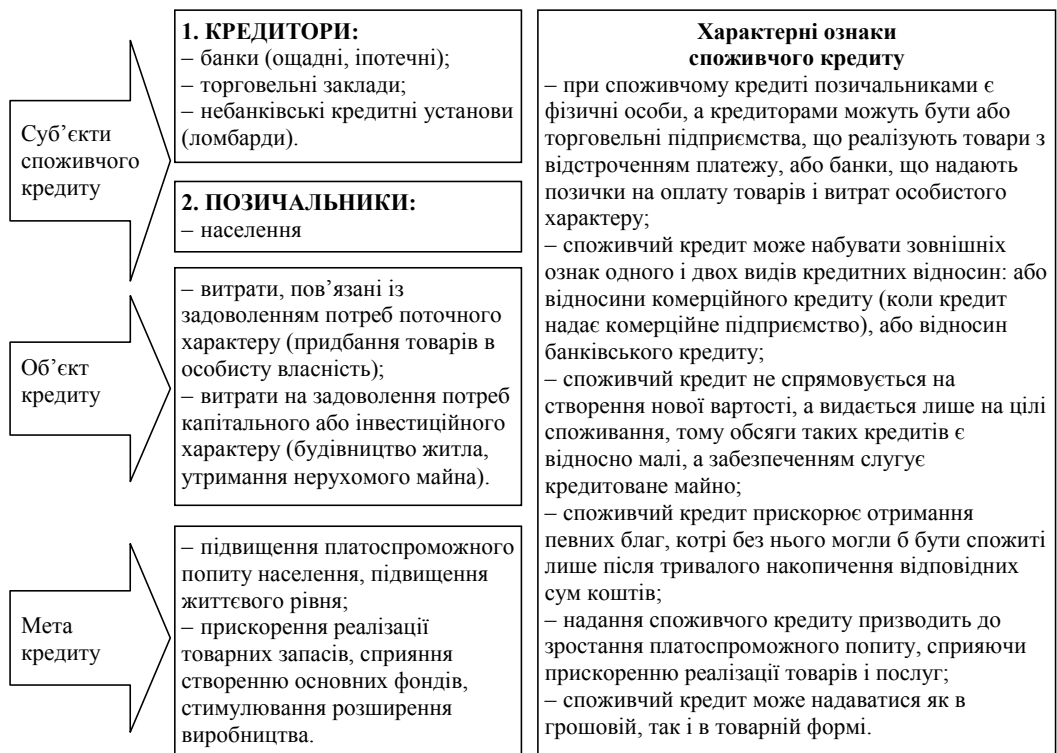 Суб’єкти
споживчого
кредиту
1. КРЕДИТОРИ:
– банки (ощадні, іпотечні);
– торговельні заклади;
– небанківські кредитні установи
(ломбарди).
2. ПОЗИЧАЛЬНИКИ:
– населення
Об’єкт
кредиту
– витрати, пов’язані із
задоволенням потреб поточного
характеру (придбання товарів в
особисту власність);
– витрати на задоволення потреб
капітального або інвестиційного
характеру (будівництво житла,
утримання нерухомого майна).
Мета
кредиту
– підвищення платоспроможного
попиту населення, підвищення
життєвого рівня;
– прискорення реалізації
товарних запасів, сприяння
створенню основних фондів,
стимулювання розширення
виробництва.
Характерні ознаки
споживчого кредиту
– при споживчому кредиті позичальниками є
фізичні особи, а кредиторами можуть бути або
торговельні підприємства, що реалізують товари з
відстроченням платежу, або банки, що надають
позички на оплату товарів і витрат особистого
характеру;
– споживчий кредит може набувати зовнішніх
ознак одного і двох видів кредитних відносин: або
відносини комерційного кредиту (коли кредит
надає комерційне підприємство), або відносин
банківського кредиту;
– споживчий кредит не спрямовується на
створення нової вартості, а видається лише на цілі
споживання, тому обсяги таких кредитів є
відносно малі, а забезпеченням слугує
кредитоване майно;
– споживчий кредит прискорює отримання
певних благ, котрі без нього могли б бути спожиті
лише після тривалого накопичення відповідних
сум коштів;
– надання споживчого кредиту призводить до
зростання платоспроможного попиту, сприяючи
прискоренню реалізації товарів і послуг;
– споживчий кредит може надаватися як в
грошовій, так і в товарній формі.